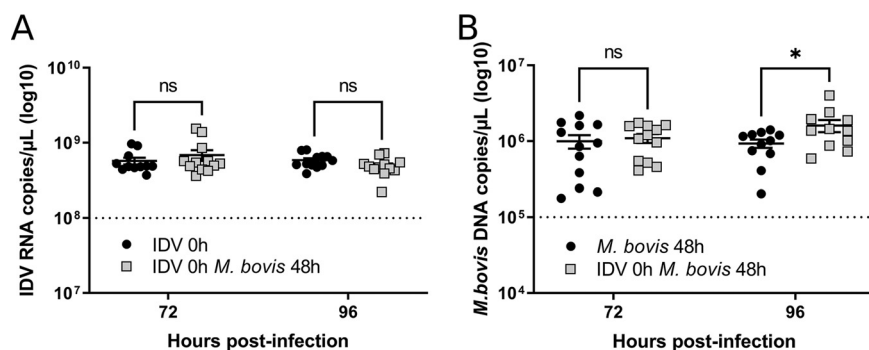 A
IDV RNA copies/µL (log10)
10^10
10^9
10^8
10^7
ns
ns
IDV 0h
IDV 0h M. bovis 48h
72
96
Hours post-infection
B
M.bovis DNA copies/µL (log10)
10^7
10^6
10^5
10^4
ns
*
M. bovis 48h
IDV 0h M. bovis 48h
72
96
Hours post-infection